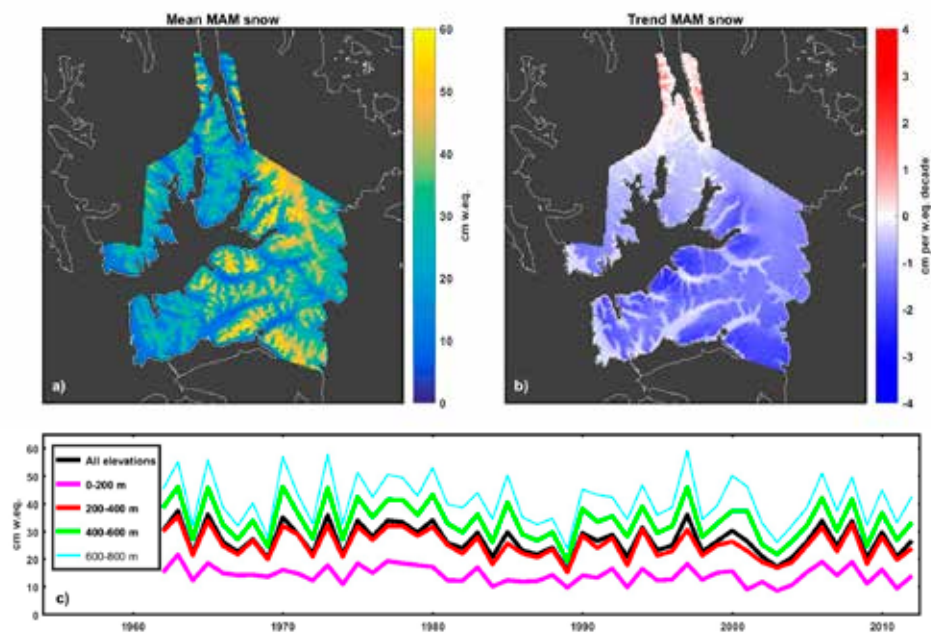 Mean MAM snow
60
50
40
30
20
10
0
cm w.eq.
a)
Trend MAM snow
4
3
2
1
0
-1
-2
-3
-4
cm per w.eq. decade
b)
60
50
40
30
20
10
0
cm w.eq.
All elevations
0-200 m
200-400 m
400-600 m
600-800 m
c)
1960 1970 1980 1990 2000 2010